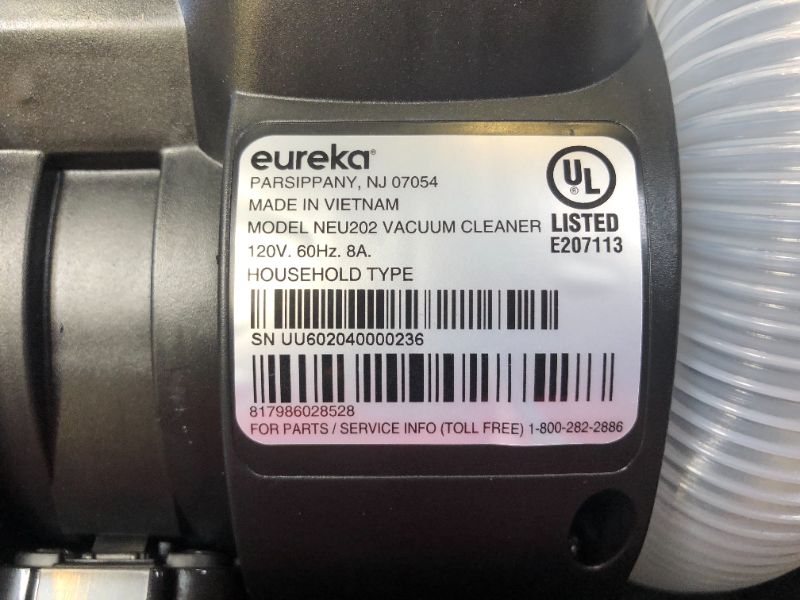 eureka®
PARSIPPANY, NJ 07054
MADE IN VIETNAM
MODEL NEU202 VACUUM CLEANER
120V. 60Hz. 8A.
HOUSEHOLD TYPE
UL ®
LISTED
E207113
SN UU602040000236
817986028528
FOR PARTS / SERVICE INFO (TOLL FREE) 1-800-282-2886